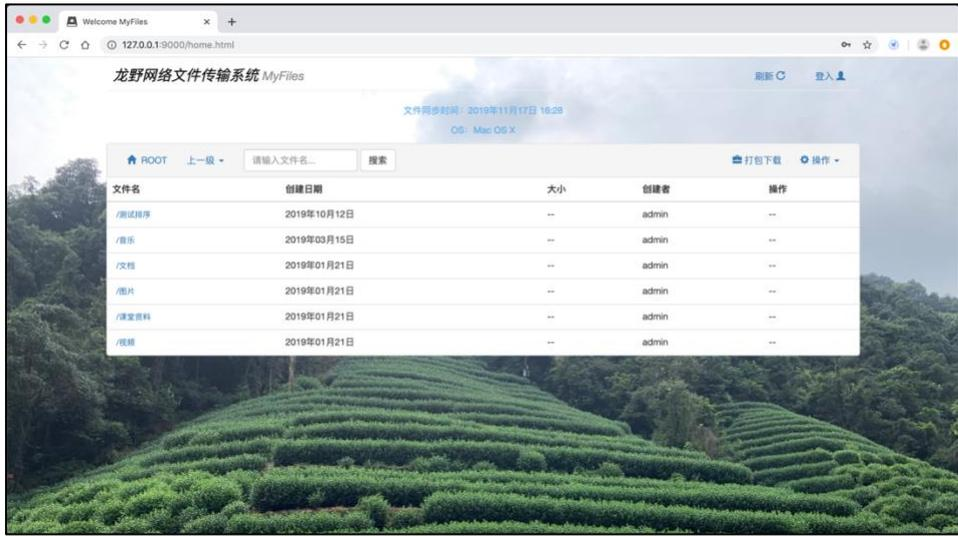 Welcome MyFiles
127.0.0.1:9000/home.html
龙野网络文件传输系统 MyFiles 刷新 登入
文件同步时间：2019年11月17日 16:28
OS：Mac OS X
ROOT 上一级 请输入文件名... 搜索 打包下载 操作
文件名 创建日期 大小 创建者 操作
/测试排序 2019年10月12日 -- admin --
/音乐 2019年03月15日 -- admin --
/文档 2019年01月21日 -- admin --
/图片 2019年01月21日 -- admin --
/课堂资料 2019年01月21日 -- admin --
/视频 2019年01月21日 -- admin --